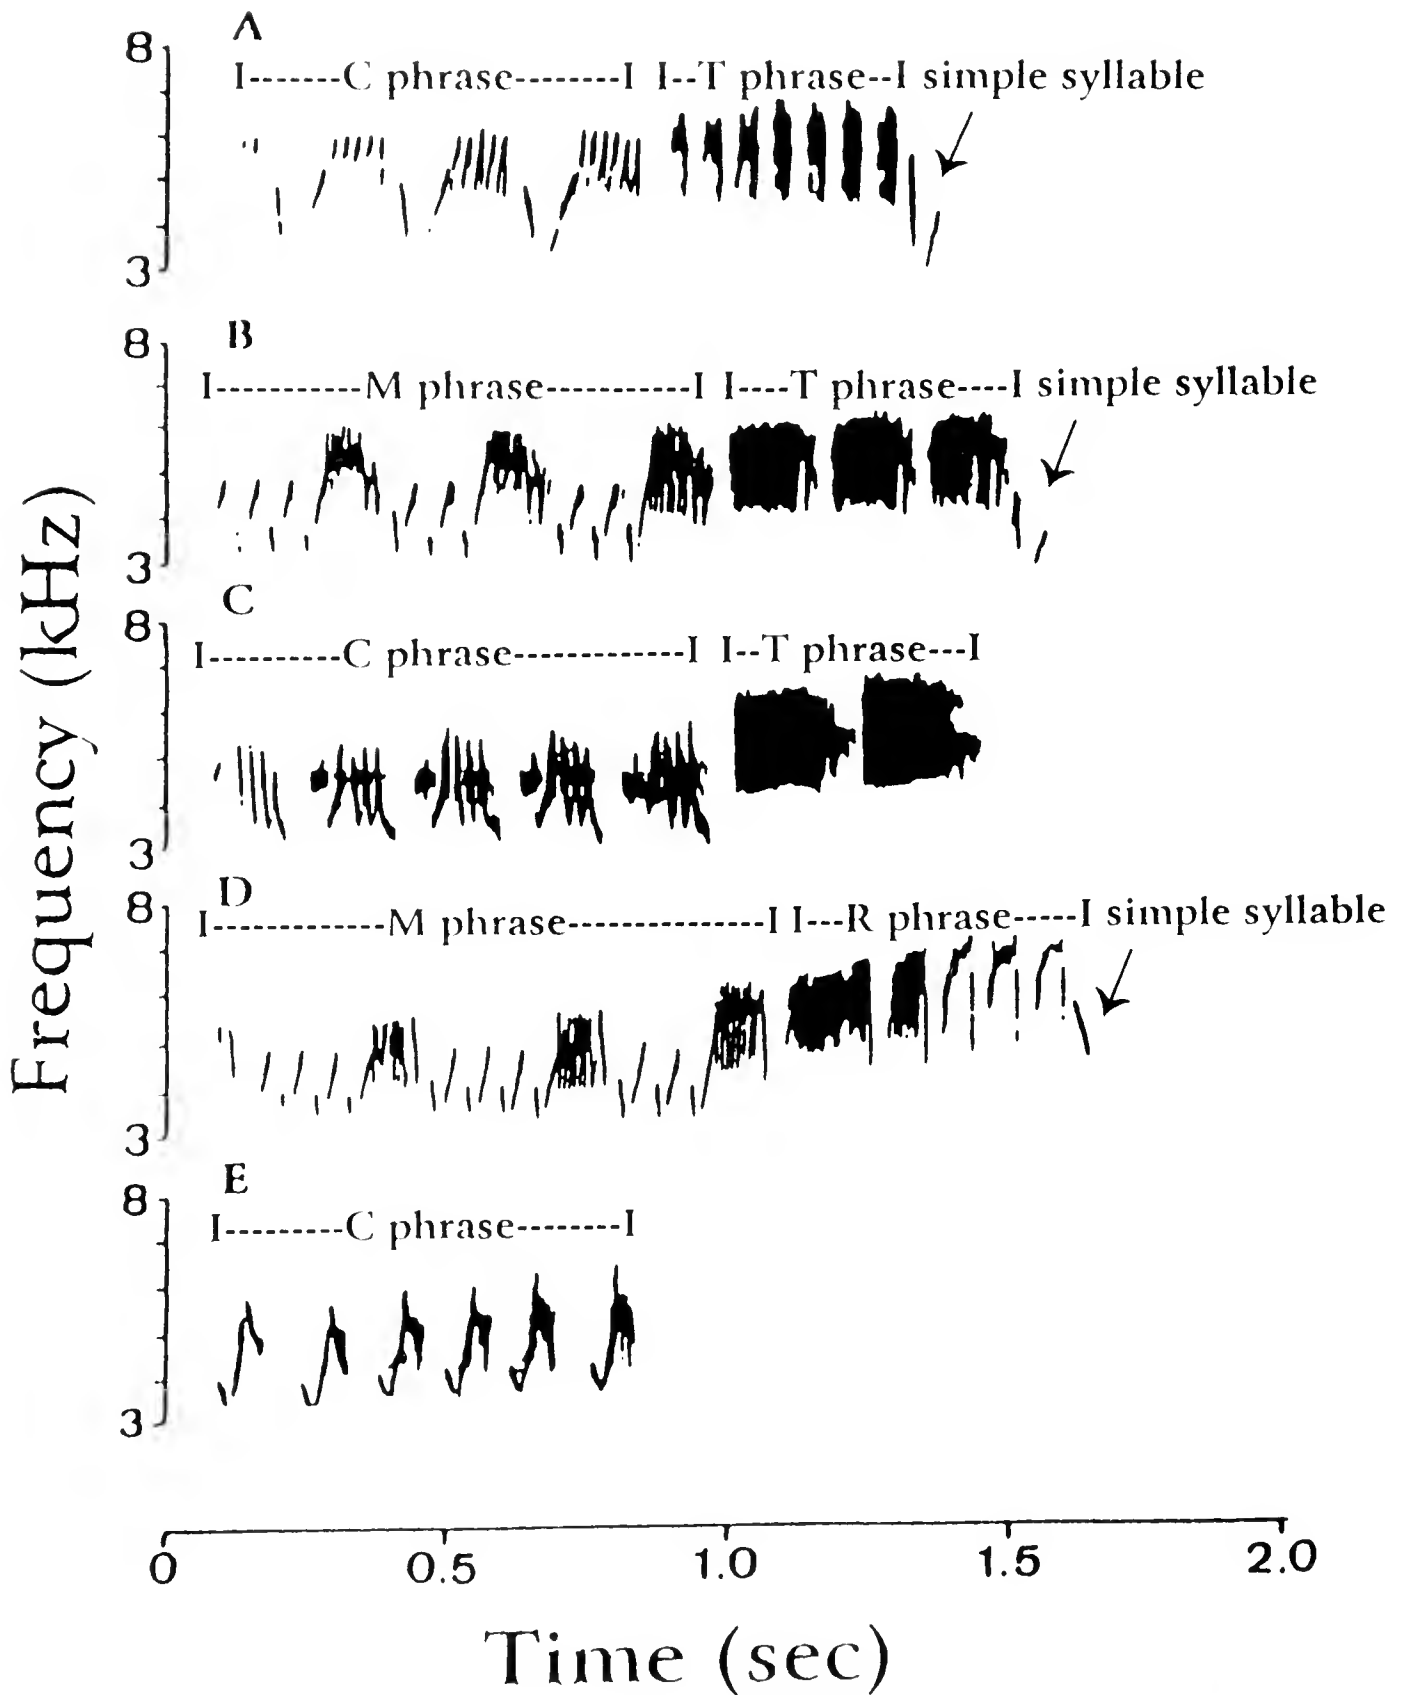 A
8
I-------C phrase--------I I--T phrase--I simple syllable
3
B
8
I-----------M phrase-----------I I----T phrase----I simple syllable
3
C
8
I----------C phrase-------------I I--T phrase---I
3
D
8
I-------------M phrase---------------I I---R phrase-----I simple syllable
3
E
8
I---------C phrase--------I
3
Frequency (kHz)
0 0.5 1.0 1.5 2.0
Time (sec)